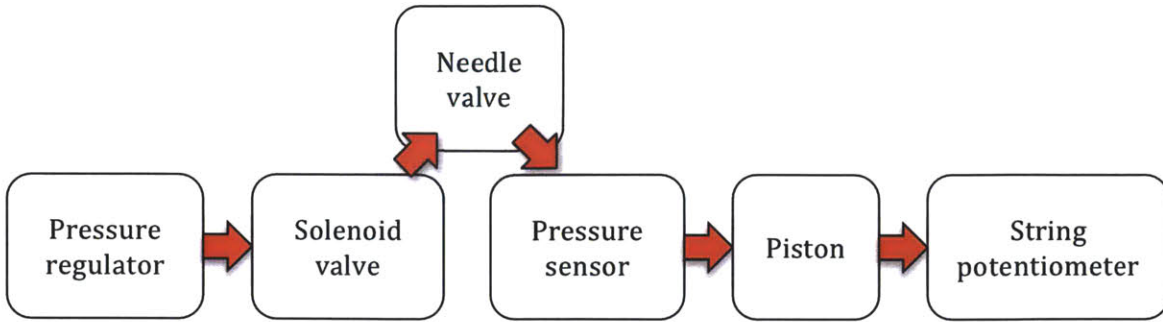 Pressure
regulator
Solenoid
valve
Needle
valve
Pressure
sensor
Piston
String
potentiometer